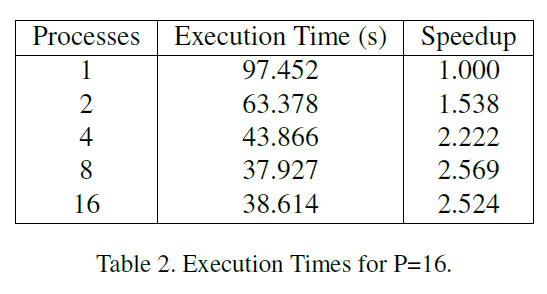 Processes Execution Time (s) Speedup
1 97.452 1.000
2 63.378 1.538
4 43.866 2.222
8 37.927 2.569
16 38.614 2.524
Table 2. Execution Times for P=16.